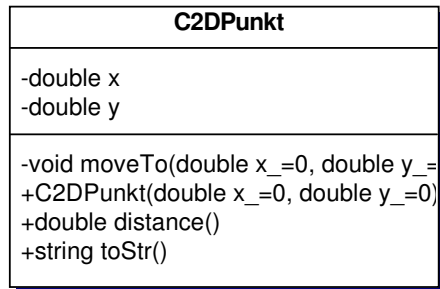 C2DPunkt
-double x
-double y
-void moveTo(double x_=0, double y_=
+C2DPunkt(double x_=0, double y_=0)
+double distance()
+string toStr()